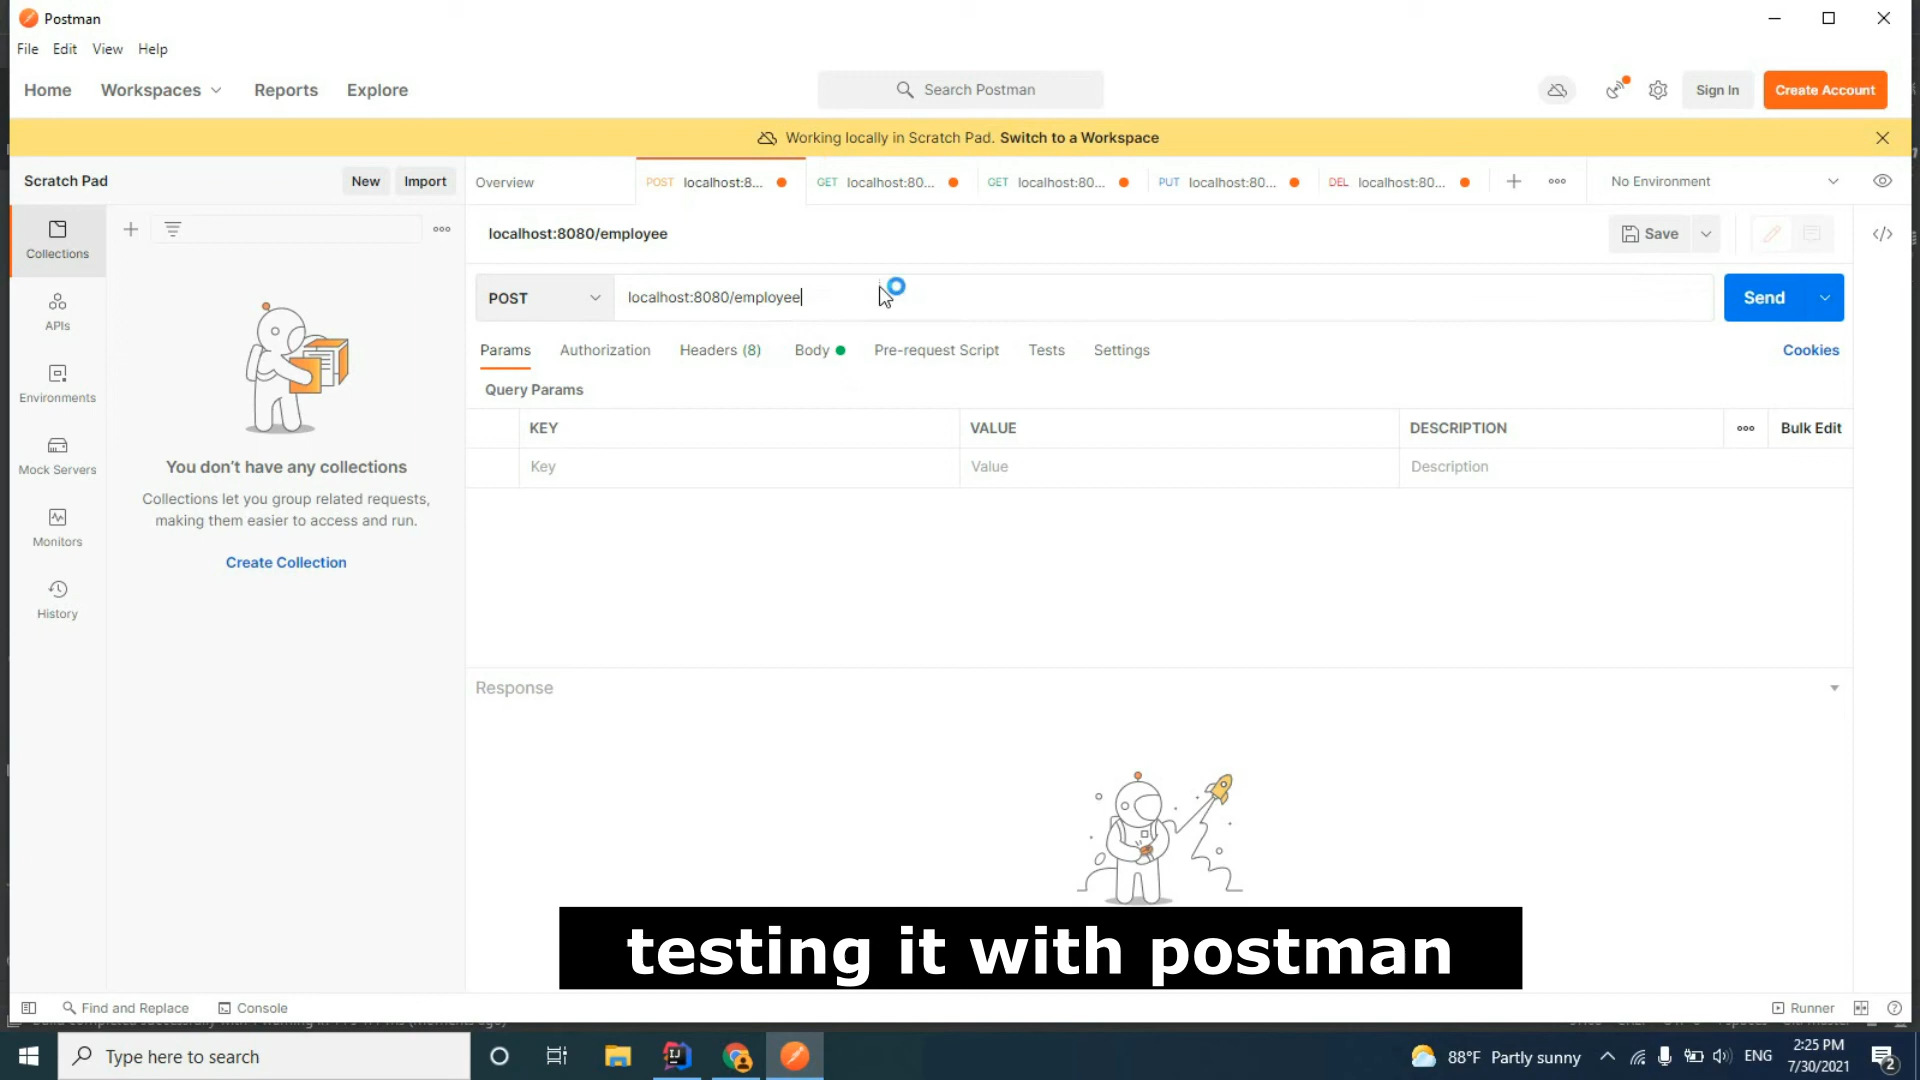 Postman
File Edit View Help
Home Workspaces Reports Explore Search Postman Sign In Create Account
Working locally in Scratch Pad. Switch to a Workspace
Scratch Pad New Import Overview POST localhost:8... GET localhost:80... GET localhost:80... PUT localhost:80... DEL localhost:80... No Environment
Collections
localhost:8080/employee Save
POST localhost:8080/employee Send
APIs
Params Authorization Headers (8) Body Pre-request Script Tests Settings Cookies
Query Params
Environments
KEY VALUE DESCRIPTION Bulk Edit
Key Value Description
Mock Servers
You don't have any collections
Collections let you group related requests,
making them easier to access and run.
Monitors
Create Collection
History
Response
testing it with postman
Find and Replace Console Runner
Type here to search
88°F Partly sunny ENG 2:25 PM
7/30/2021
2